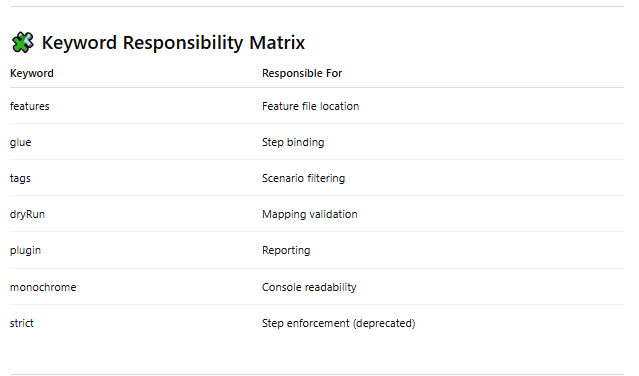 Keyword Responsibility Matrix
Keyword Responsible For
features Feature file location
glue Step binding
tags Scenario filtering
dryRun Mapping validation
plugin Reporting
monochrome Console readability
strict Step enforcement (deprecated)